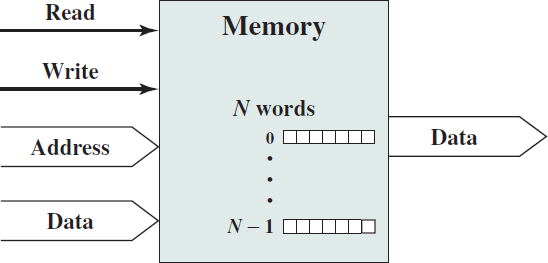 Read
Memory
Write
N words
0
Address
Data
Data
N – 1